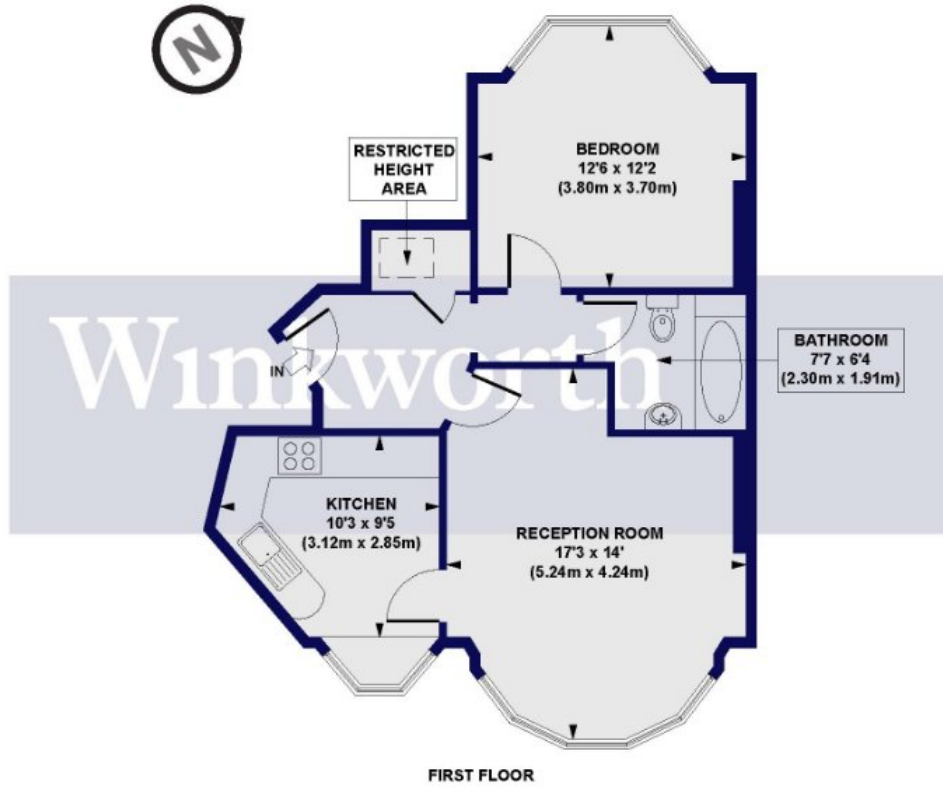 N
BEDROOM
12'6 x 12'2
(3.80m x 3.70m)
RESTRICTED
HEIGHT
AREA
Winkworth
IN
BATHROOM
7'7 x 6'4
(2.30m x 1.91m)
KITCHEN
10'3 x 9'5
(3.12m x 2.85m)
RECEPTION ROOM
17'3 x 14'
(5.24m x 4.24m)
FIRST FLOOR